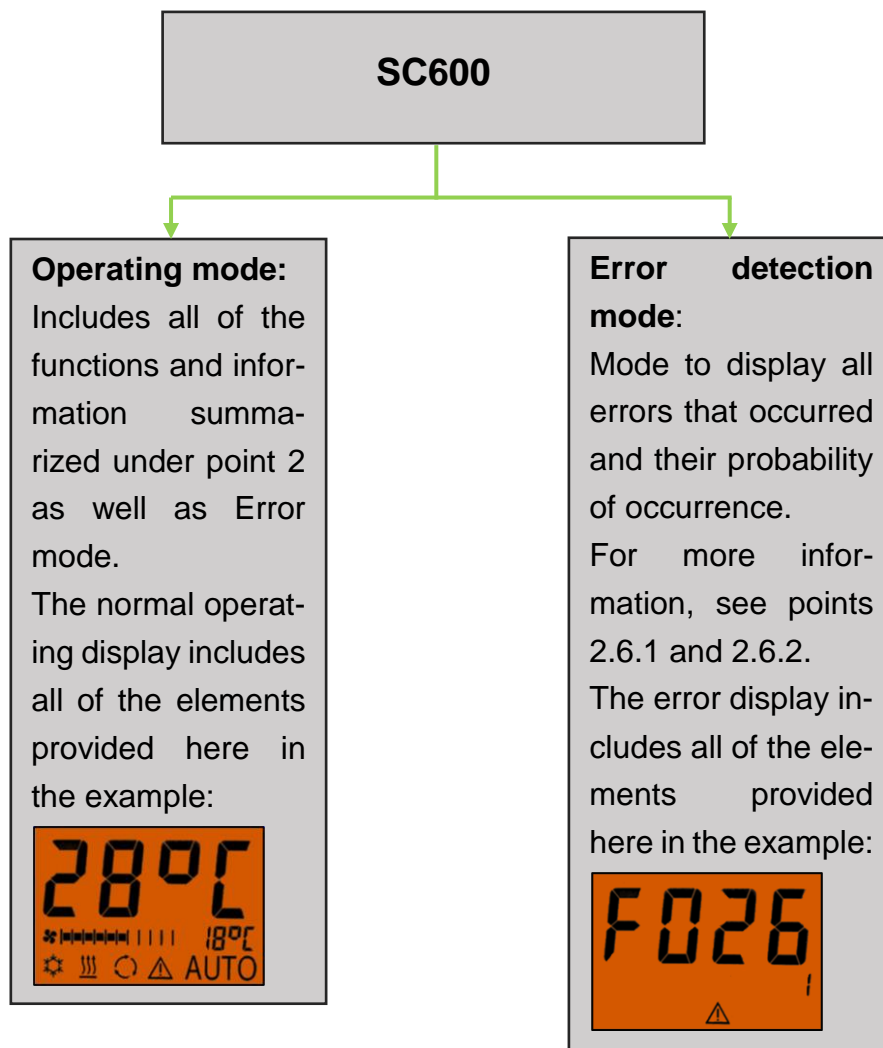 SC600
Operating mode:
Includes all of the
functions and infor-
mation summa-
rized under point 2
as well as Error
mode.
The normal operat-
ing display includes
all of the elements
provided here in
the example:
28°C
18°C
AUTO
Error detection
mode:
Mode to display all
errors that occurred
and their probability
of occurrence.
For more infor-
mation, see points
2.6.1 and 2.6.2.
The error display in-
cludes all of the ele-
ments provided
here in the example:
F026
1